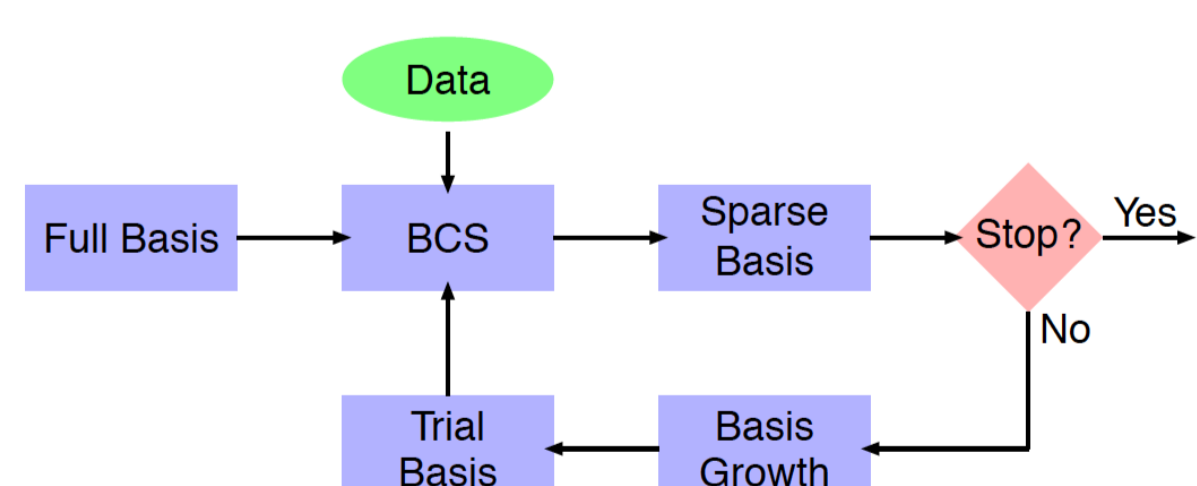 Data
Full Basis
BCS
Sparse
Basis
Stop?
Yes
No
Trial
Basis
Basis
Growth